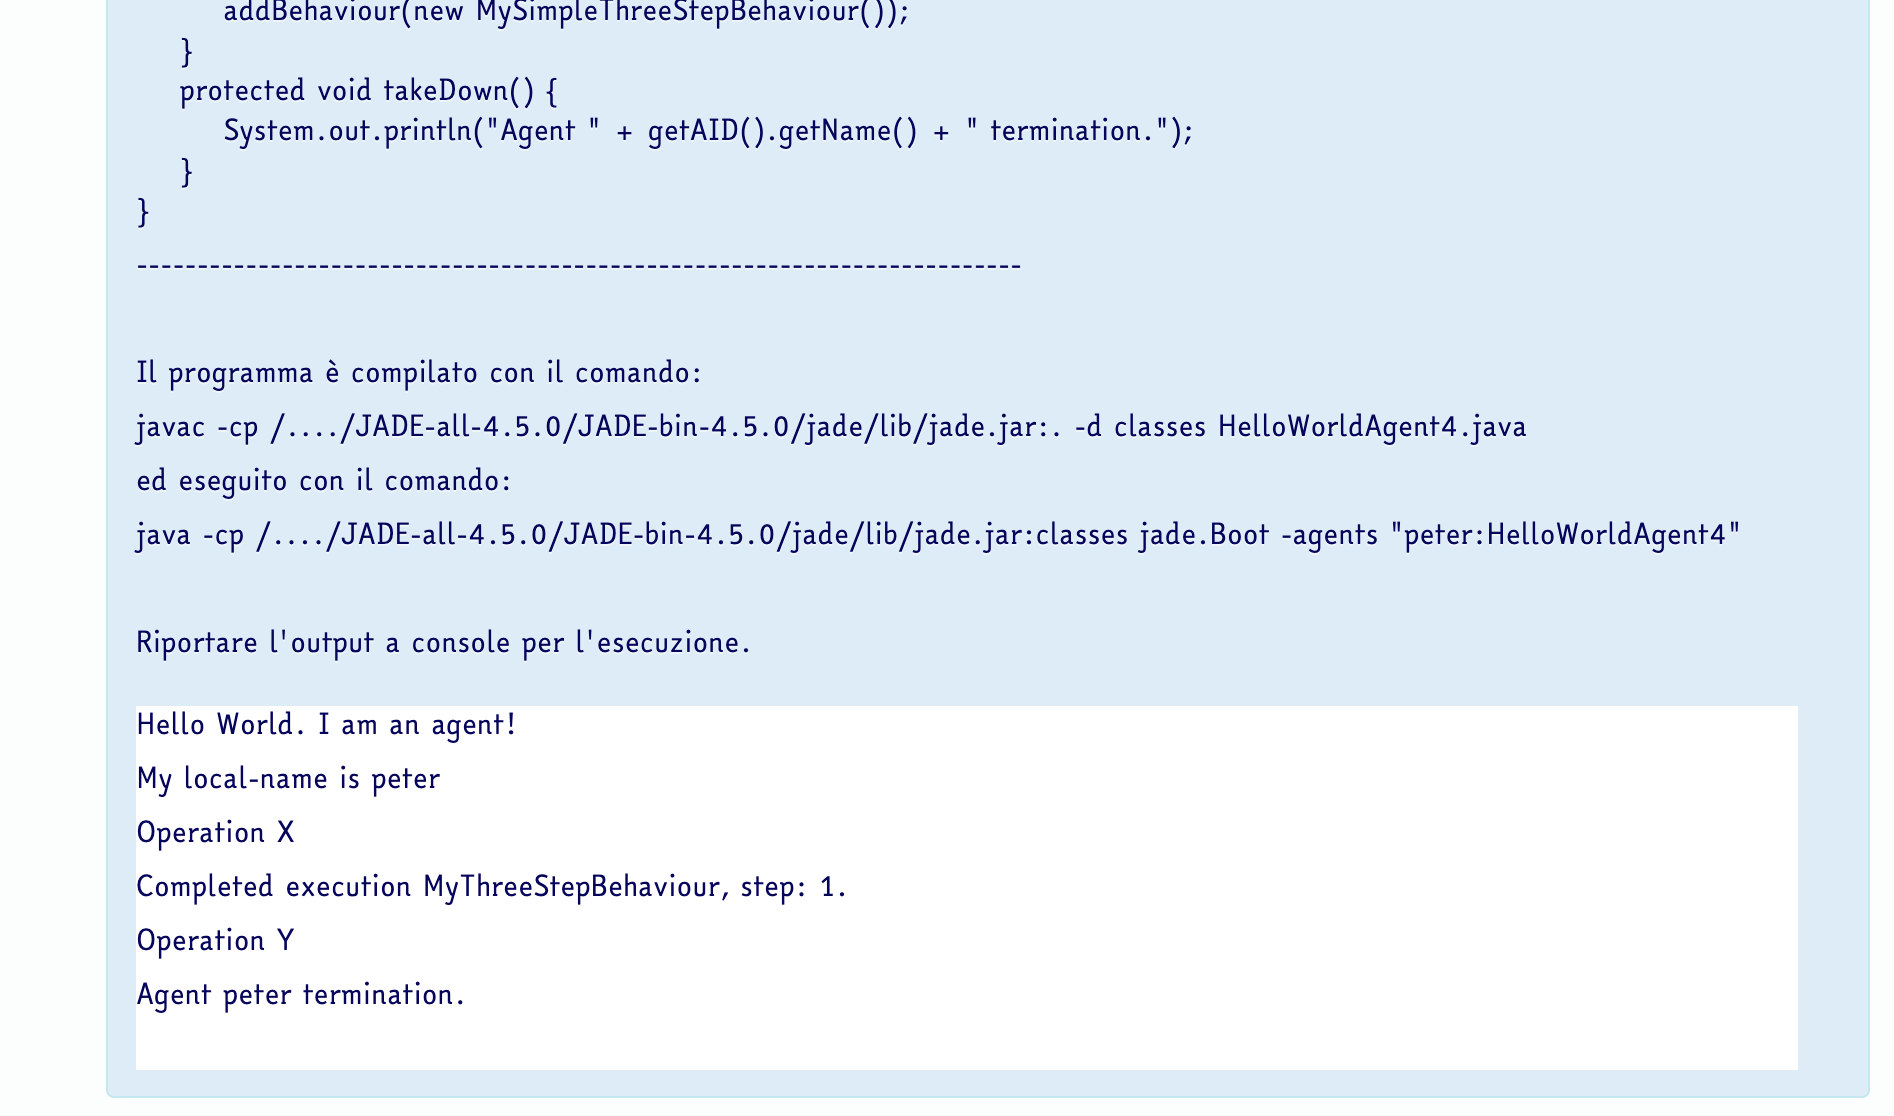 addBehaviour(new MySimpleThreeStepBehaviour());
}
protected void takeDown() {
System.out.println("Agent " + getAID().getName() + " termination.");
}
}
-------------------------------------------------------------------------
Il programma è compilato con il comando:
javac -cp /..../JADE-all-4.5.0/JADE-bin-4.5.0/jade/lib/jade.jar:. -d classes HelloWorldAgent4.java
ed eseguito con il comando:
java -cp /..../JADE-all-4.5.0/JADE-bin-4.5.0/jade/lib/jade.jar:classes jade.Boot -agents "peter:HelloWorldAgent4"
Riportare l'output a console per l'esecuzione.
Hello World. I am an agent!
My local-name is peter
Operation X
Completed execution MyThreeStepBehaviour, step: 1.
Operation Y
Agent peter termination.